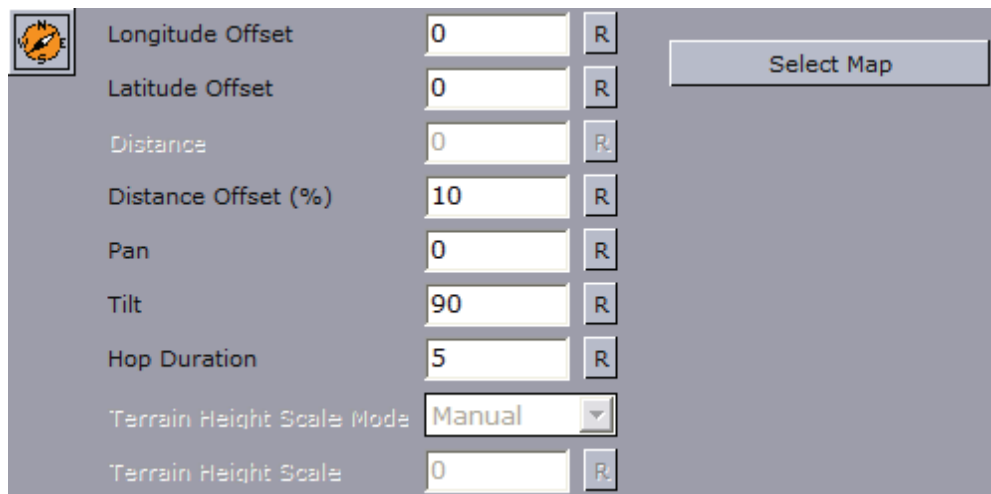 N
W E
S
Longitude Offset 0 R
Select Map
Latitude Offset 0 R
Distance 0 R
Distance Offset (%) 10 R
Pan 0 R
Tilt 90 R
Hop Duration 5 R
Terrain Height Scale Mode Manual
Terrain Height Scale 0 R